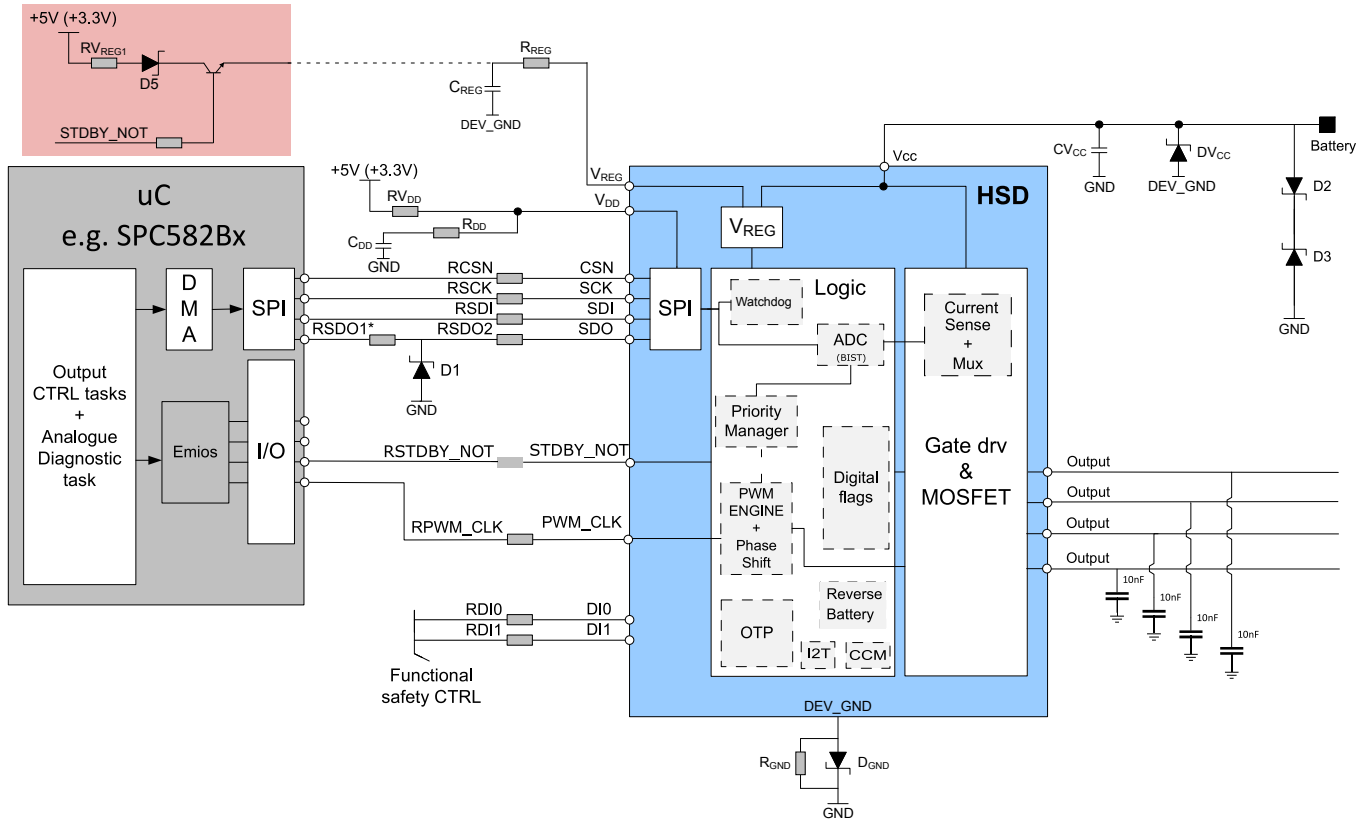 +5V (+3.3V)
RVREG1
D5
STDBY_NOT
RREG
CREG
DEV_GND
Battery
VCC
CVCC
GND
DVCC
DEV_GND
D2
D3
GND
uC
e.g. SPC582Bx
+5V (+3.3V)
RVDD
RDD
CDD
GND
VREG
VDD
HSD
VREG
Output
CTRL tasks
+
Analogue
Diagnostic
task
D
M
A
SPI
Emios
I/O
RCSN
CSN
RSCK
SCK
RSDI
SDI
RSDO1*
RSDO2
SDO
D1
GND
RSTDBY_NOT
STDBY_NOT
RPWM_CLK
PWM_CLK
RDI0
DI0
RDI1
DI1
Functional
safety CTRL
SPI
Logic
Watchdog
ADC
(BIST)
Priority
Manager
PWM
ENGINE
+
Phase
Shift
Digital
flags
Reverse
Battery
OTP
I2T
CCM
Current
Sense
+
Mux
Gate drv
&
MOSFET
Output
Output
Output
Output
10nF
10nF
10nF
10nF
DEV_GND
RGND
DGND
GND